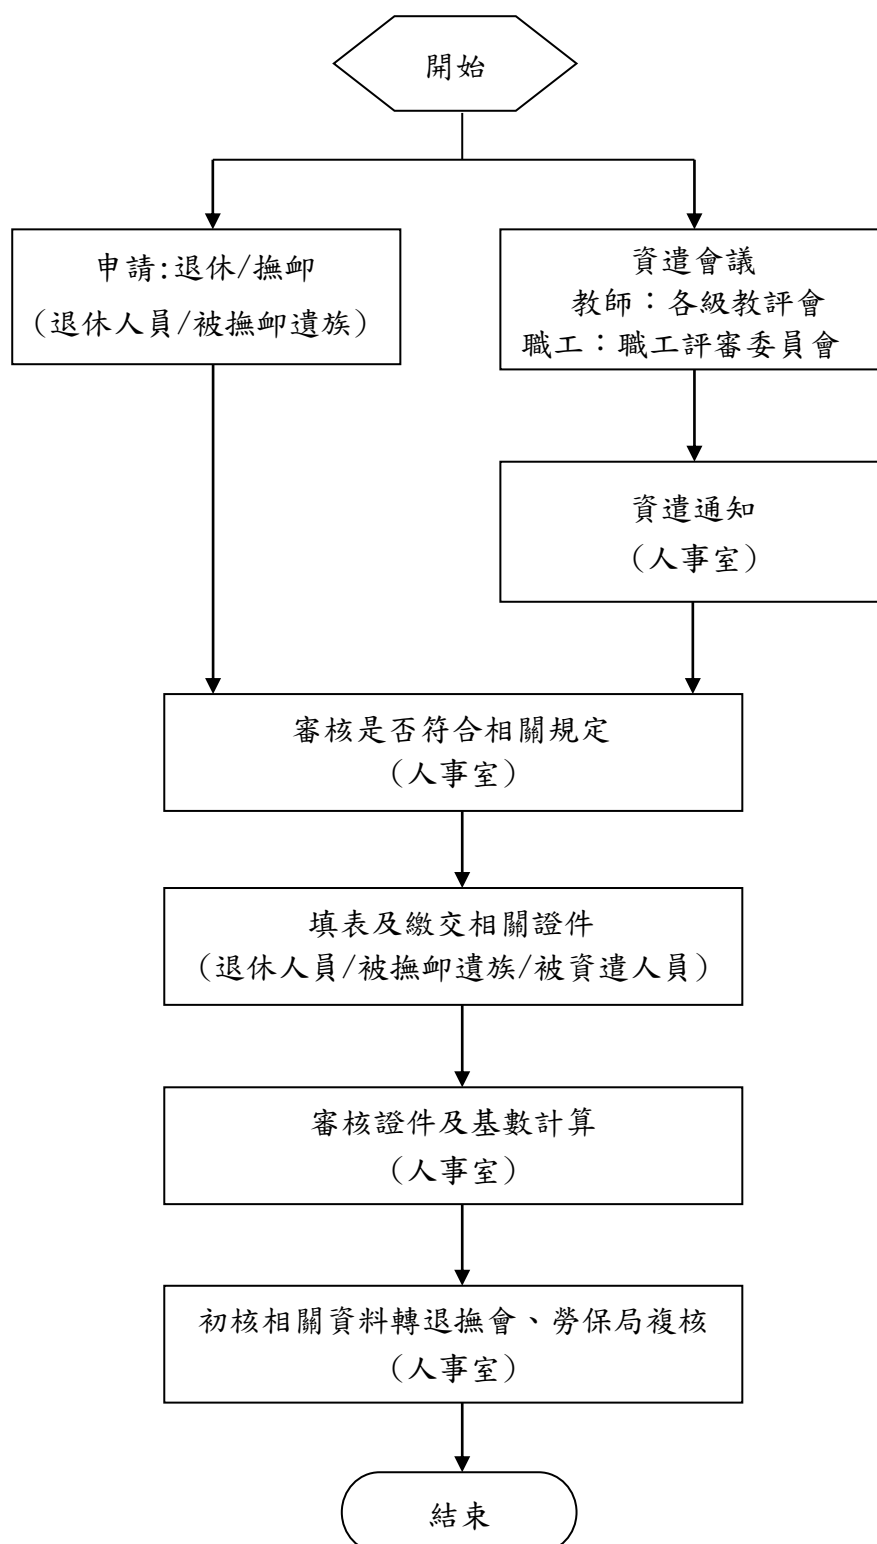 開始
申請:退休/撫卹
(退休人員/被撫卹遺族)
資遣會議
教師：各級教評會
職工：職工評審委員會
資遣通知
(人事室)
審核是否符合相關規定
(人事室)
填表及繳交相關證件
(退休人員/被撫卹遺族/被資遣人員)
審核證件及基數計算
(人事室)
初核相關資料轉退撫會、勞保局複核
(人事室)
結束